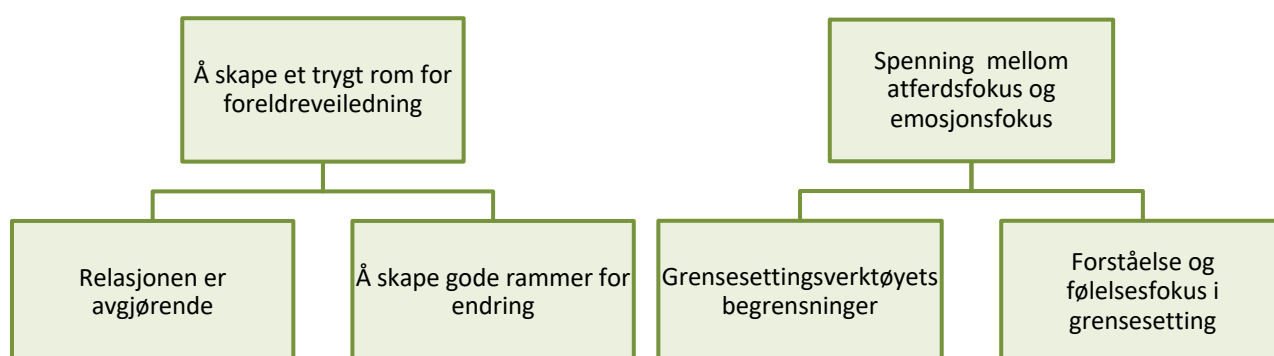 Å skape et trygt rom for
foreldreveiledning
Spenning mellom
atferdsfokus og
emosjonsfokus
Relasjonen er
avgjørende
Å skape gode rammer for
endring
Grensesettingsverktøyets
begrensninger
Forståelse og
følelsesfokus i
grensesetting